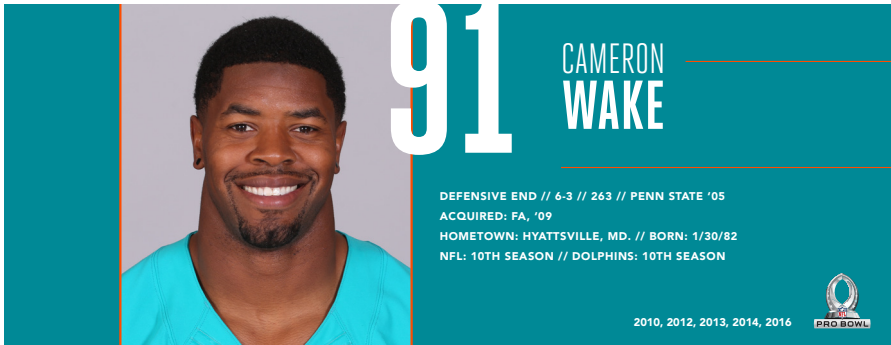 91
CAMERON
WAKE
DEFENSIVE END // 6-3 // 263 // PENN STATE ‘05
ACQUIRED: FA, ‘09
HOMETOWN: HYATTSVILLE, MD. // BORN: 1/30/82
NFL: 10TH SEASON // DOLPHINS: 10TH SEASON
2010, 2012, 2013, 2014, 2016
NFL
PRO BOWL